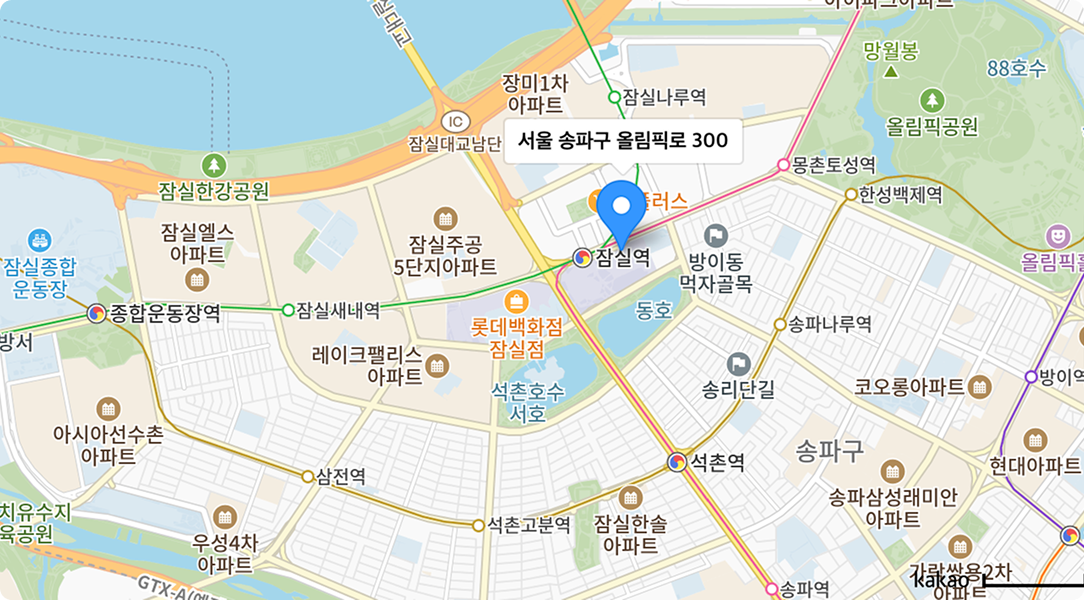 아파트
망월봉
88호수
장미1차
아파트
잠실나루역
IC
올림픽공원
서울 송파구 올림픽로 300
잠실대교남단
몽촌토성역
잠실한강공원
한성백제역
잠실엘스
아파트
잠실주공
5단지아파트
잠실역
방이동
먹자골목
잠실종합
운동장
종합운동장역
잠실새내역
동호
롯데백화점
잠실점
송파나루역
방서
레이크팰리스
아파트
석촌호수
서호
송리단길
코오롱아파트
방이역
아시아선수촌
아파트
송파구
석촌역
현대아파트
삼전역
송파삼성래미안
아파트
석촌고분역
잠실한솔
아파트
우성4차
아파트
가락쌍용2차
아파트
GTX-A
송파역
kakao